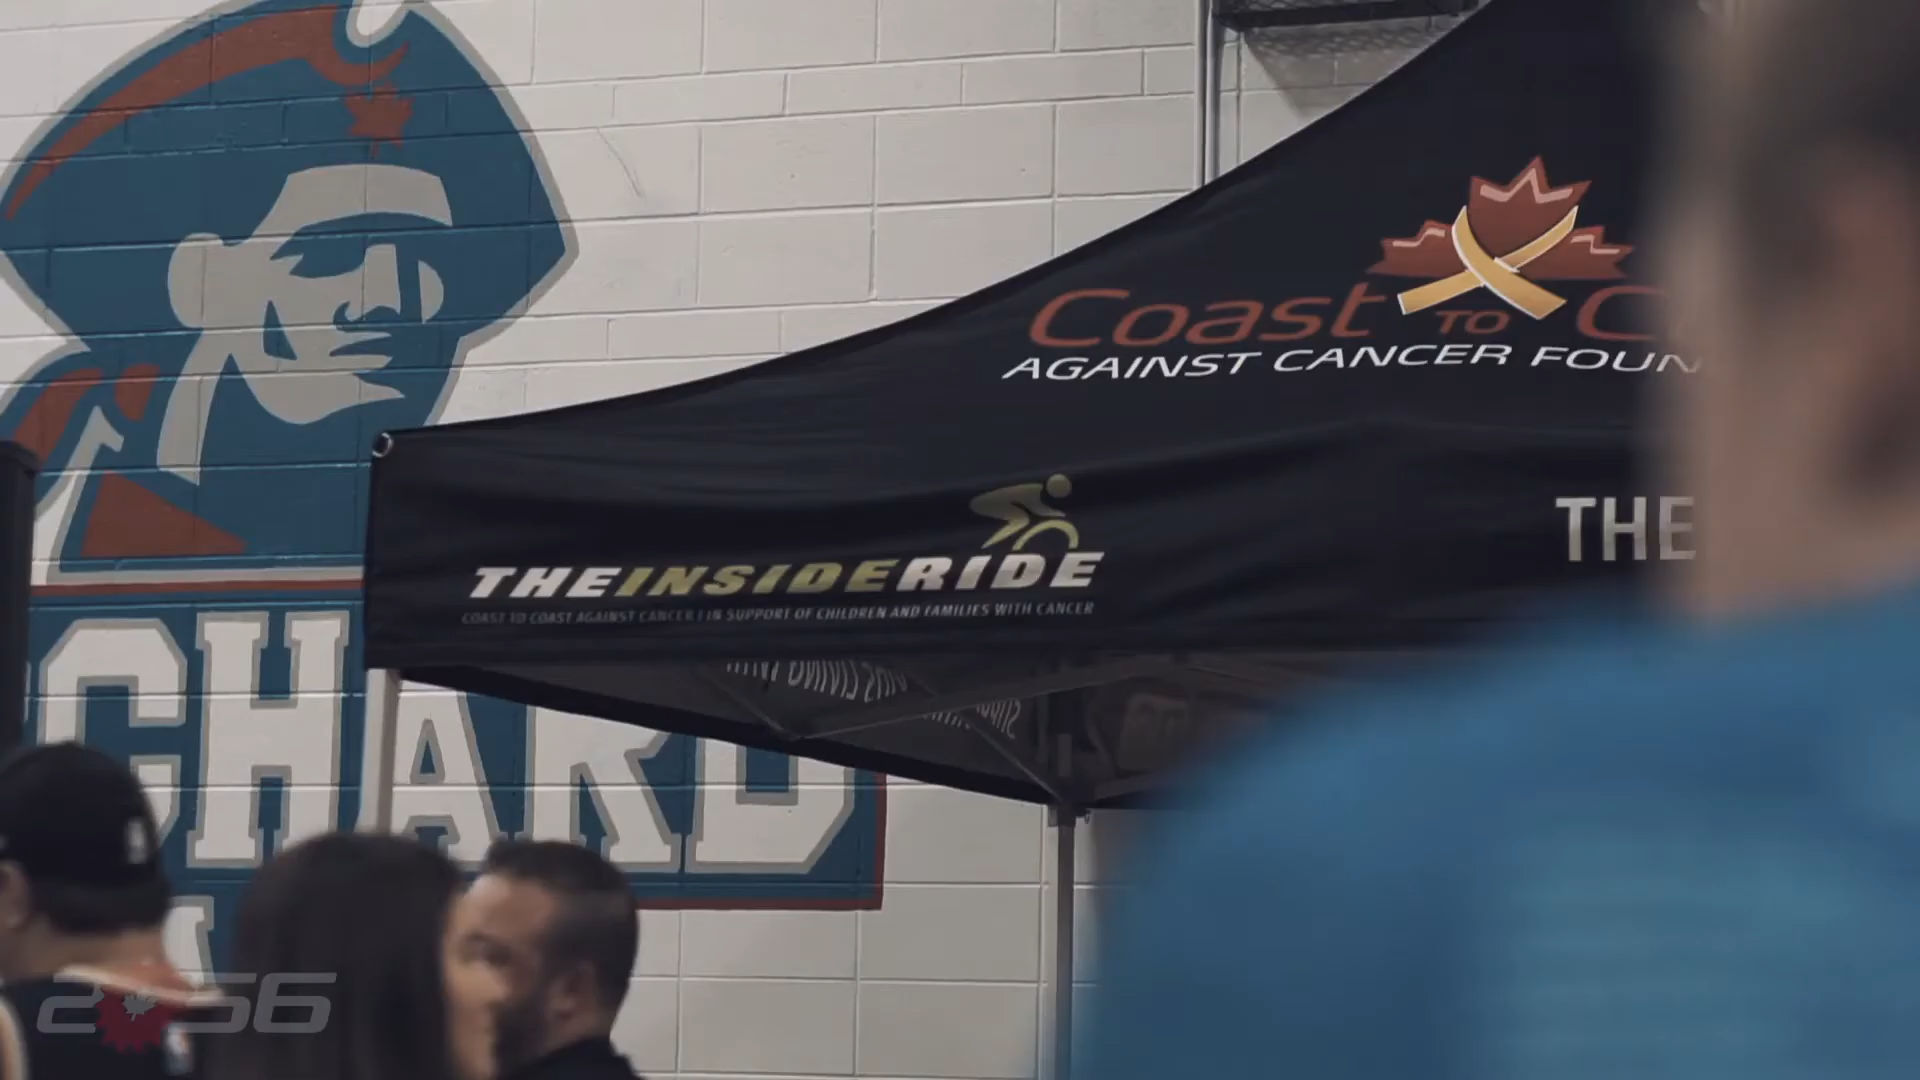 Coast TO C
AGAINST CANCER FOUN
THE
THEINSIDERIDE
COAST TO COAST AGAINST CANCER | IN SUPPORT OF CHILDREN AND FAMILIES WITH CANCER
CHARD
2056